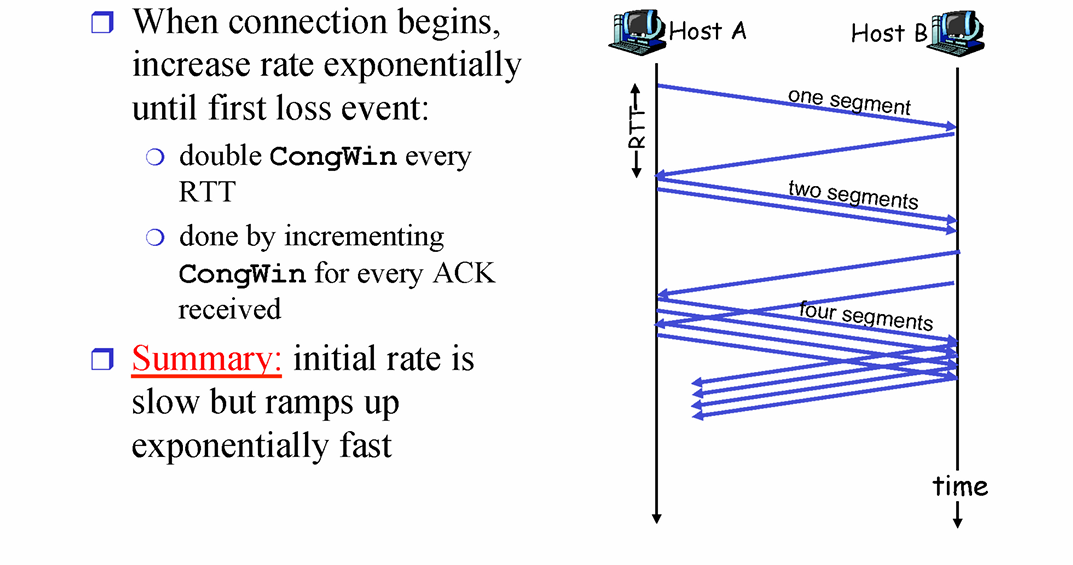 When connection begins,
increase rate exponentially
until first loss event:
double CongWin every
RTT
done by incrementing
CongWin for every ACK
received
Summary: initial rate is
slow but ramps up
exponentially fast
Host A
Host B
RTT
one segment
two segments
four segments
time